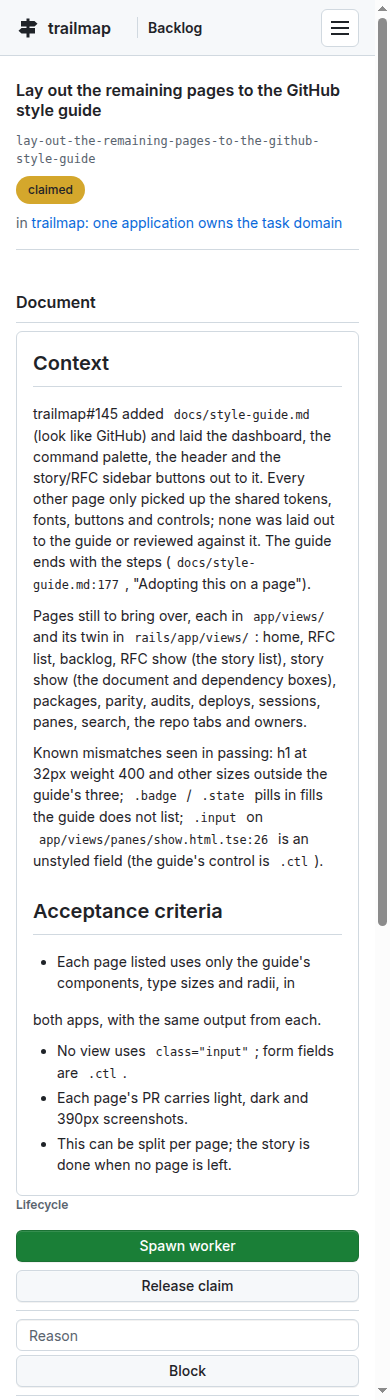 trailmap
Backlog
Lay out the remaining pages to the GitHub
style guide
lay-out-the-remaining-pages-to-the-github-
style-guide
claimed
in trailmap: one application owns the task domain
Document
Context
trailmap#145 added docs/style-guide.md
(look like GitHub) and laid the dashboard, the
command palette, the header and the
story/RFC sidebar buttons out to it. Every
other page only picked up the shared tokens,
fonts, buttons and controls; none was laid out
to the guide or reviewed against it. The guide
ends with the steps ( docs/style-
guide.md:177 , "Adopting this on a page").
Pages still to bring over, each in app/views/
and its twin in rails/app/views/ : home, RFC
list, backlog, RFC show (the story list), story
show (the document and dependency boxes),
packages, parity, audits, deploys, sessions,
panes, search, the repo tabs and owners.
Known mismatches seen in passing: h1 at
32px weight 400 and other sizes outside the
guide's three; .badge / .state pills in fills
the guide does not list; .input on
app/views/panes/show.html.tse:26 is an
unstyled field (the guide's control is .ctl ).
Acceptance criteria
• Each page listed uses only the guide's
components, type sizes and radii, in
both apps, with the same output from each.
• No view uses class="input" ; form fields
are .ctl .
• Each page's PR carries light, dark and
390px screenshots.
• This can be split per page; the story is
done when no page is left.
Lifecycle
Spawn worker
Release claim
Reason
Block